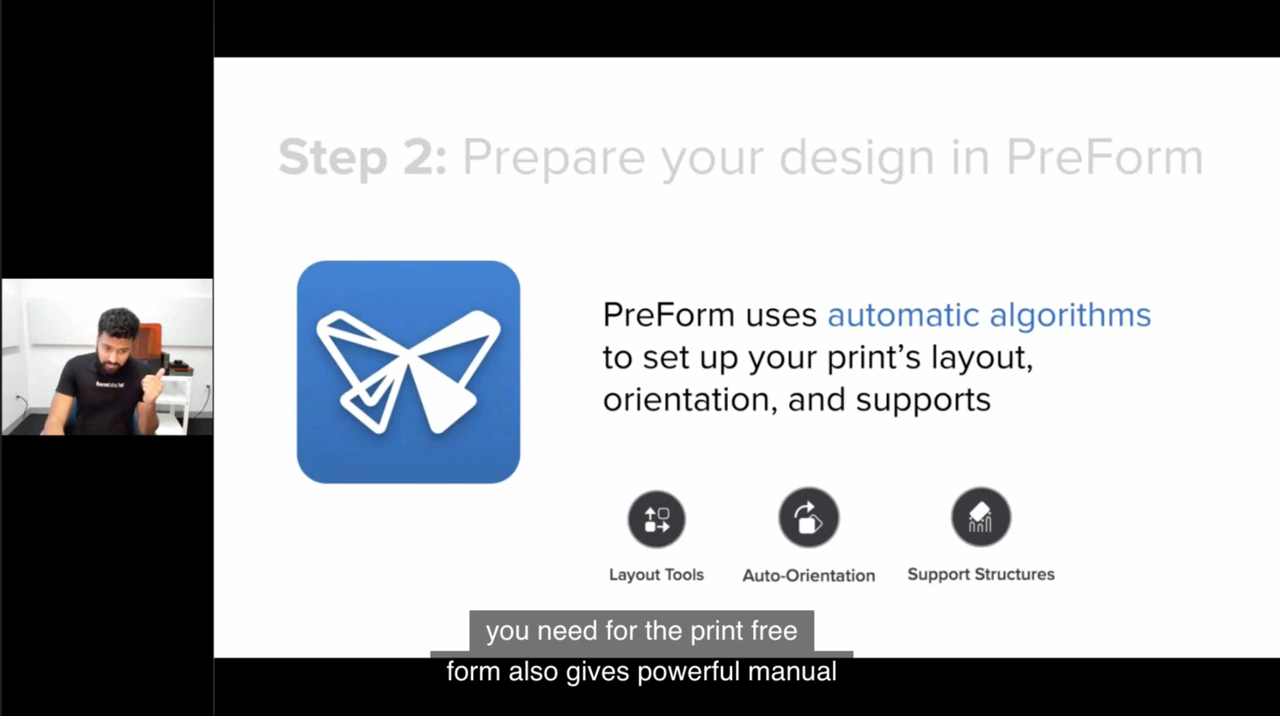 Step 2: Prepare your design in PreForm
PreForm uses automatic algorithms
to set up your print's layout,
orientation, and supports
Layout Tools
Auto-Orientation
Support Structures
you need for the print free
form also gives powerful manual